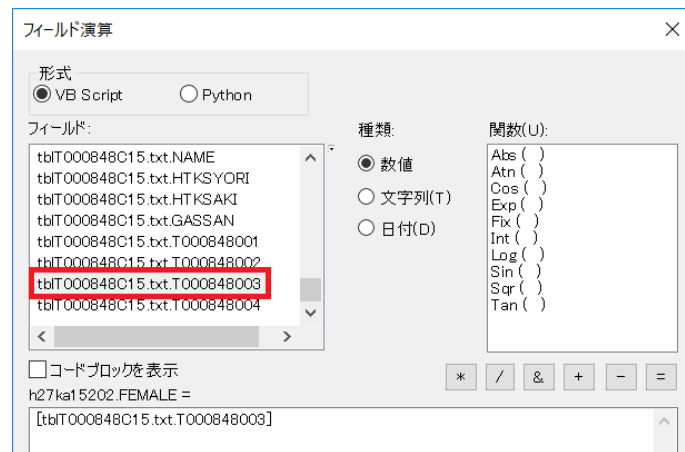 フィールド演算
形式
VB Script
Python
フィールド:
tblT000848C15.txt.NAME
tblT000848C15.txt.HTKSYORI
tblT000848C15.txt.HTKSAKI
tblT000848C15.txt.GASSAN
tblT000848C15.txt.T000848001
tblT000848C15.txt.T000848002
tblT000848C15.txt.T000848003
tblT000848C15.txt.T000848004
種類:
数値
文字列(T)
日付(D)
関数(U):
Abs ( )
Atn ( )
Cos ( )
Exp ( )
Fix ( )
Int ( )
Log ( )
Sin ( )
Sqr ( )
Tan ( )
コードブロックを表示
* / & + - =
h27ka15202.FEMALE =
[tblT000848C15.txt.T000848003]